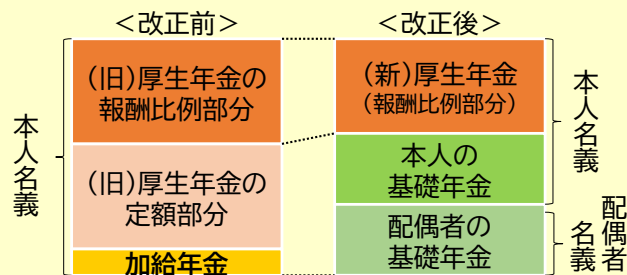 ＜改正前＞
＜改正後＞
本人名義
(旧)厚生年金の
報酬比例部分
(旧)厚生年金の
定額部分
加給年金
(新)厚生年金
(報酬比例部分)
本人の
基礎年金
配偶者の
基礎年金
本人名義
配偶者
名義